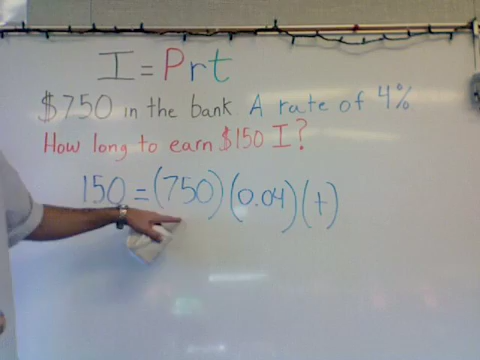 I = Prt
$750 in the bank A rate of 4%
How long to earn $150 I?
150 = (750)(0.04)(t)